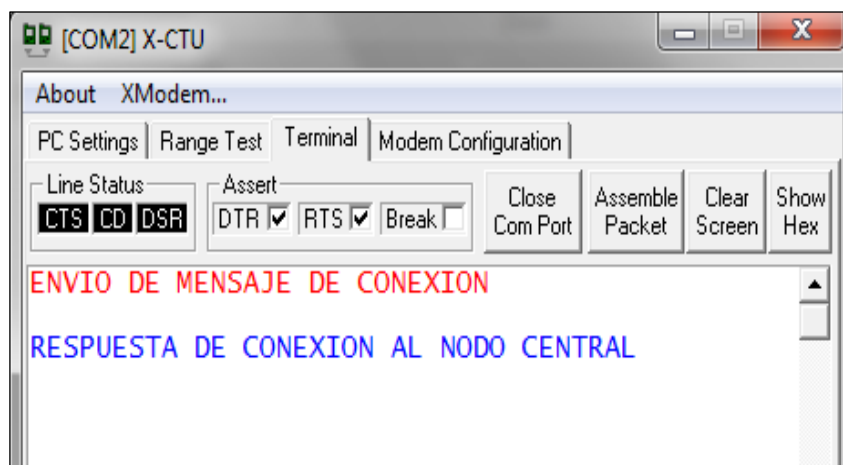 [COM2] X-CTU
About XModem...
PC Settings Range Test Terminal Modem Configuration
Line Status Assert
CTS CD DSR DTR RTS Break
Close Com Port
Assemble Packet
Clear Screen
Show Hex
ENVIO DE MENSAJE DE CONEXION
RESPUESTA DE CONEXION AL NODO CENTRAL